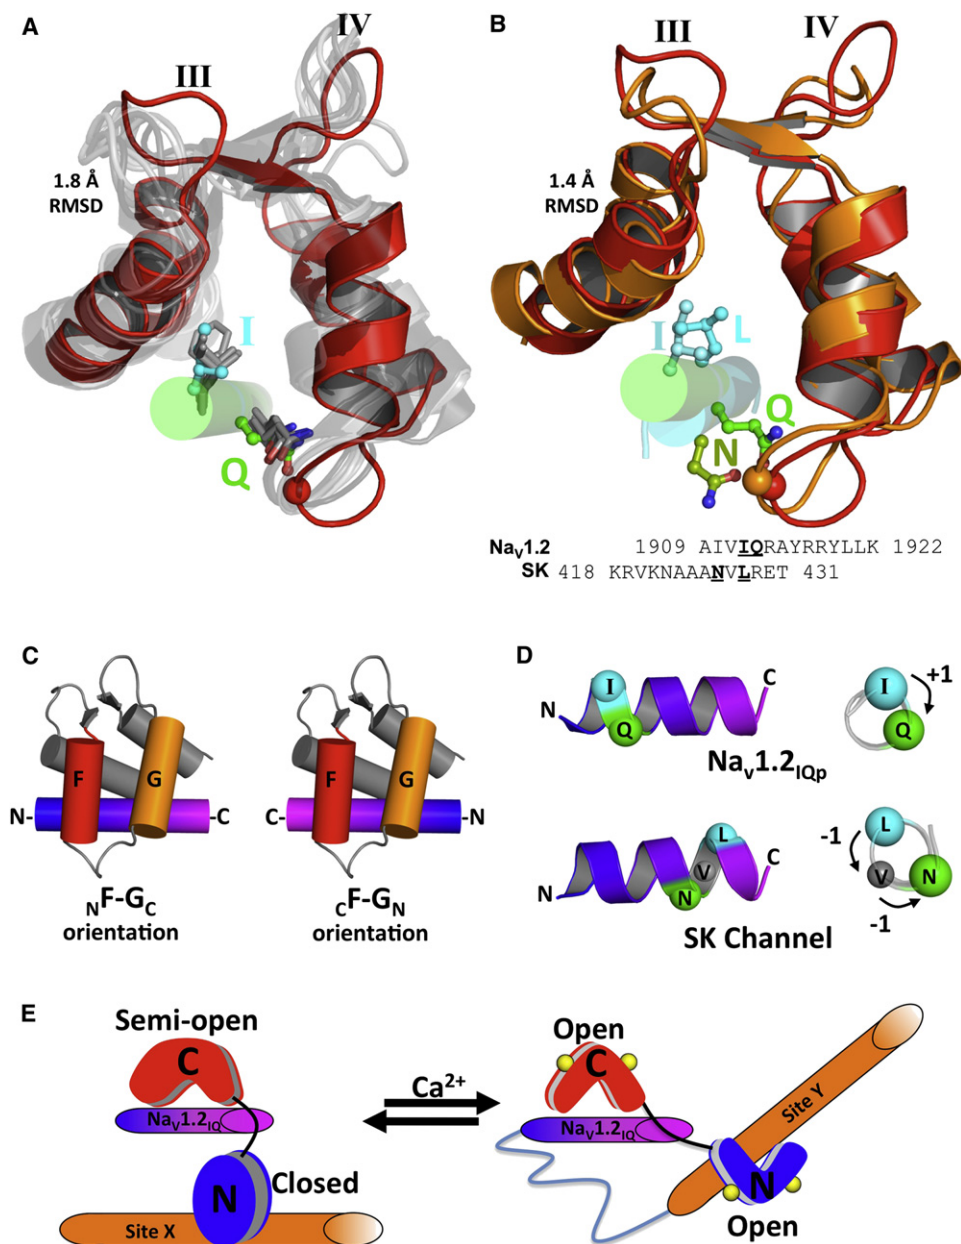 A
III
IV
1.8 Å
RMSD
I
Q
B
III
IV
1.4 Å
RMSD
I
L
Q
N
Nav1.2 1909 AIVIQRAYRRYLLK 1922
SK 418 KRVKNAAANVLRET 431
C
F
G
N-
-C
NF-GC
orientation
F
G
C-
-N
CF-GN
orientation
D
N
I
Q
C
I
+1
Q
Nav1.2IQp
N
N
V
L
C
L
-1
V
N
-1
SK Channel
E
Semi-open
C
Nav1.2IQ
N
Closed
Site X
Ca2+
Open
C
Nav1.2IQ
Site Y
N
Open